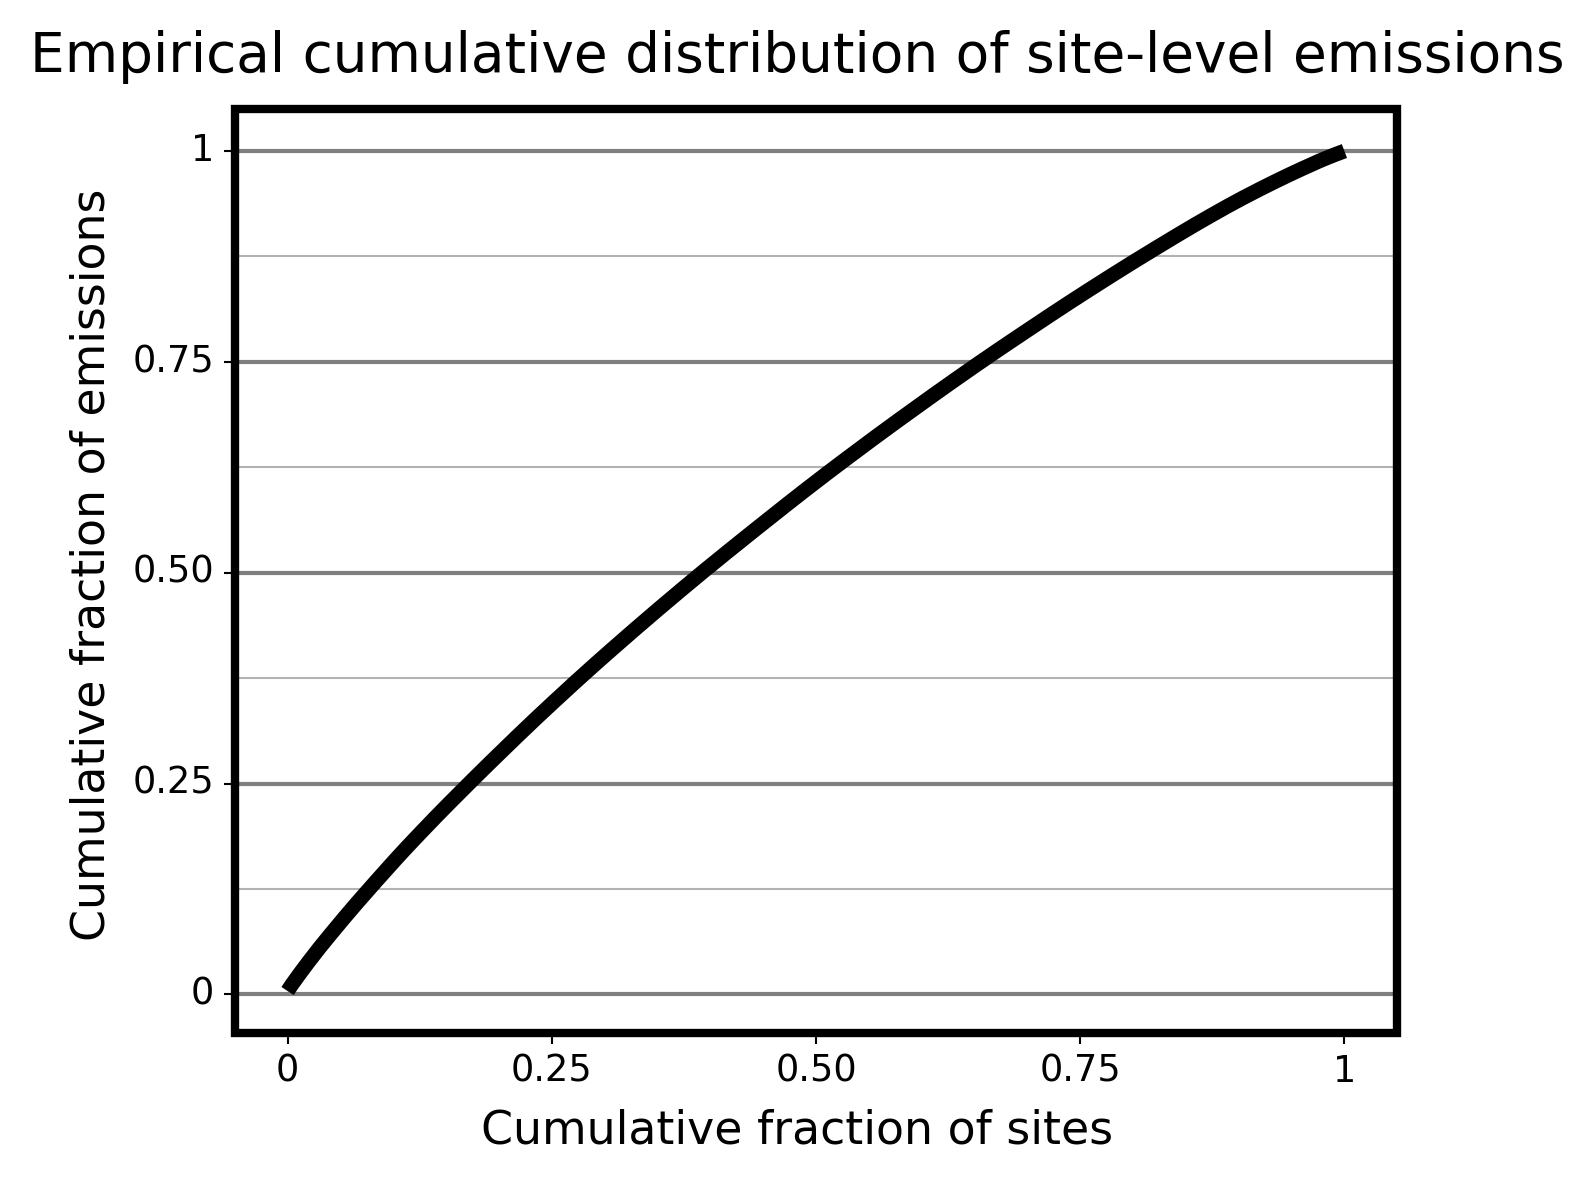 Empirical cumulative distribution of site-level emissions
Cumulative fraction of emissions
1
0.75
0.50
0.25
0
0 0.25 0.50 0.75 1
Cumulative fraction of sites